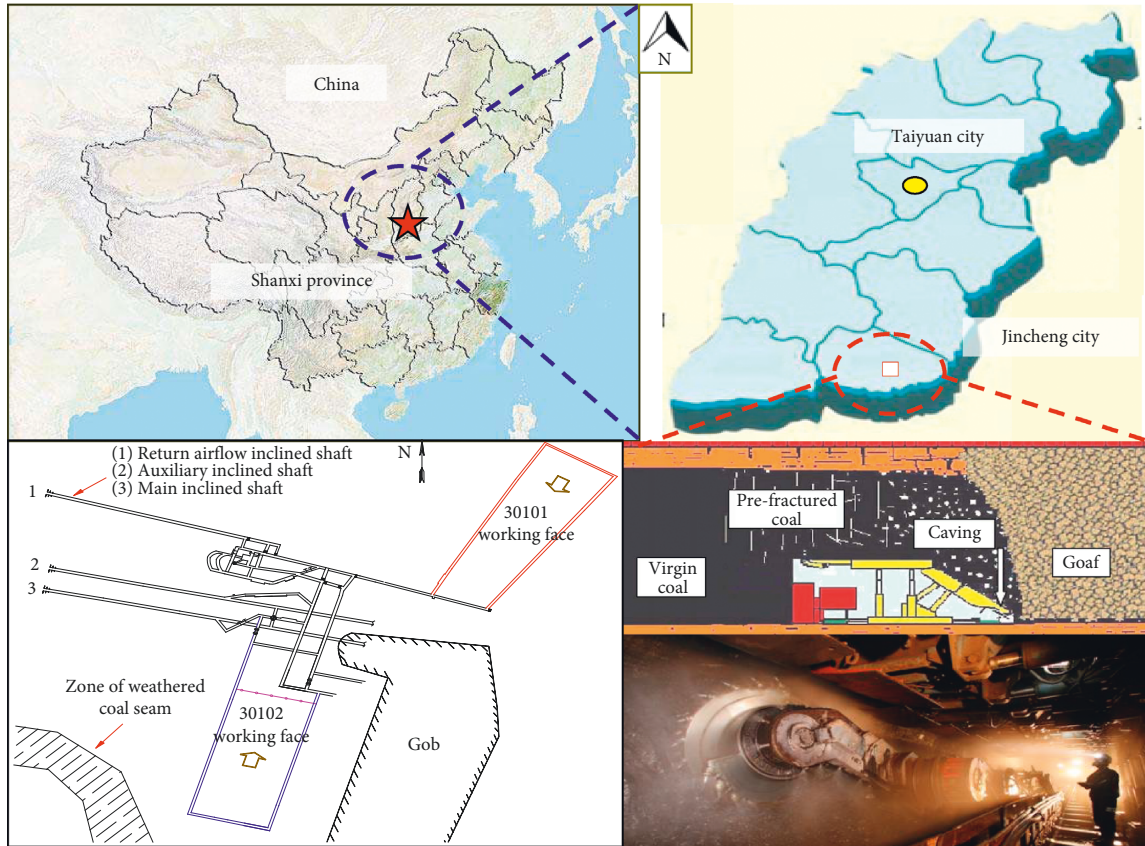 China
Shanxi province
N
Taiyuan city
Jincheng city
(1) Return airflow inclined shaft
(2) Auxiliary inclined shaft
(3) Main inclined shaft
N
1
2
3
30101
working face
Zone of weathered
coal seam
30102
working face
Gob
Pre-fractured
coal
Caving
Virgin
coal
Goaf